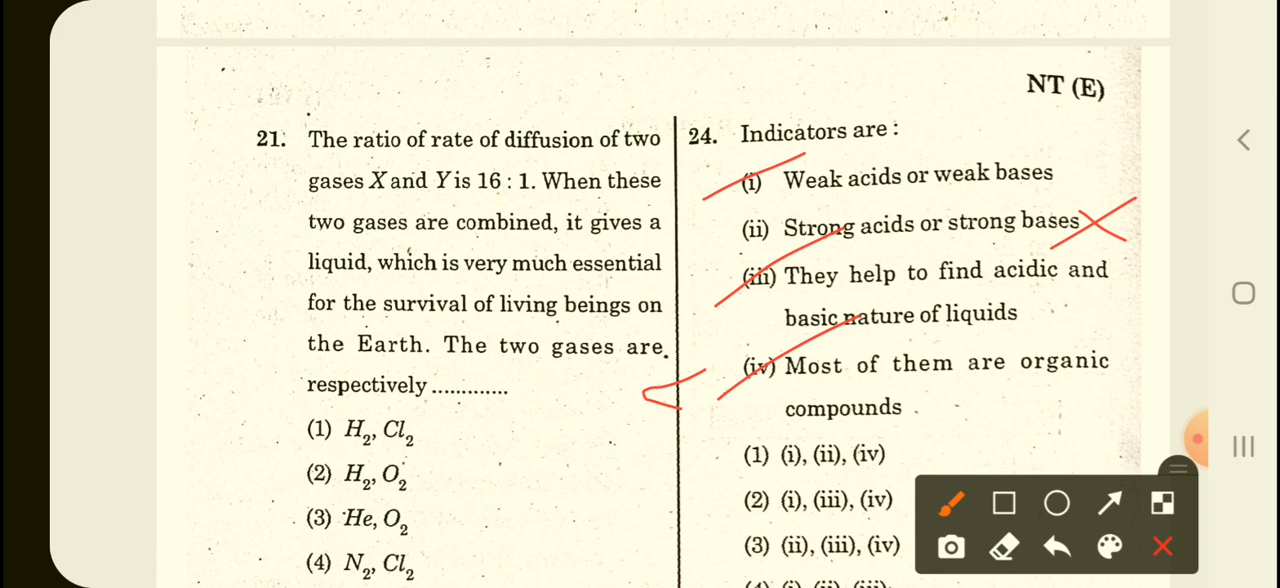 NT (E)
21. The ratio of rate of diffusion of two
gases X and Y is 16 : 1. When these
two gases are combined, it gives a
liquid, which is very much essential
for the survival of living beings on
the Earth. The two gases are
respectively .............
(1) H₂, Cl₂
(2) H₂, O₂
(3) He, O₂
(4) N₂, Cl₂
24. Indicators are :
(i) Weak acids or weak bases
(ii) Strong acids or strong bases
(iii) They help to find acidic and
basic nature of liquids
(iv) Most of them are organic
compounds
(1) (i), (ii), (iv)
(2) (i), (iii), (iv)
(3) (ii), (iii), (iv)